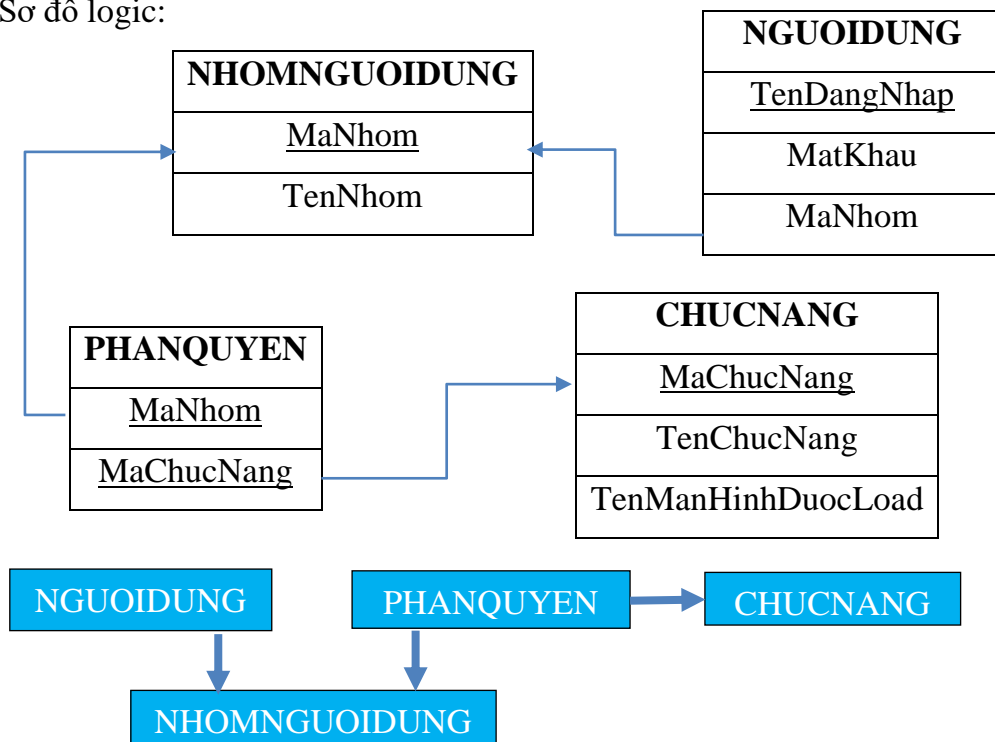 Sơ đồ logic:
NHOMNGUOIDUNG
MaNhom
TenNhom
NGUOIDUNG
TenDangNhap
MatKhau
MaNhom
PHANQUYEN
MaNhom
MaChucNang
CHUCNANG
MaChucNang
TenChucNang
TenManHinhDuocLoad
NGUOIDUNG
PHANQUYEN
CHUCNANG
NHOMNGUOIDUNG